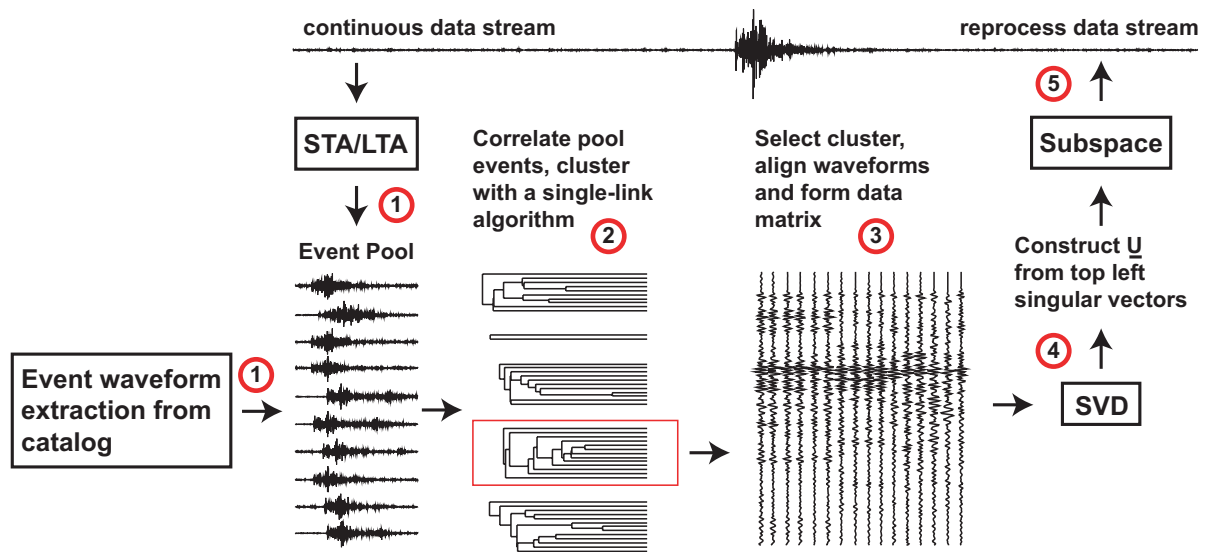 continuous data stream
reprocess data stream
STA/LTA
1
Event Pool
Event waveform
extraction from
catalog
1
Correlate pool
events, cluster
with a single-link
algorithm
2
Select cluster,
align waveforms
and form data
matrix
3
SVD
4
Construct U
from top left
singular vectors
Subspace
5